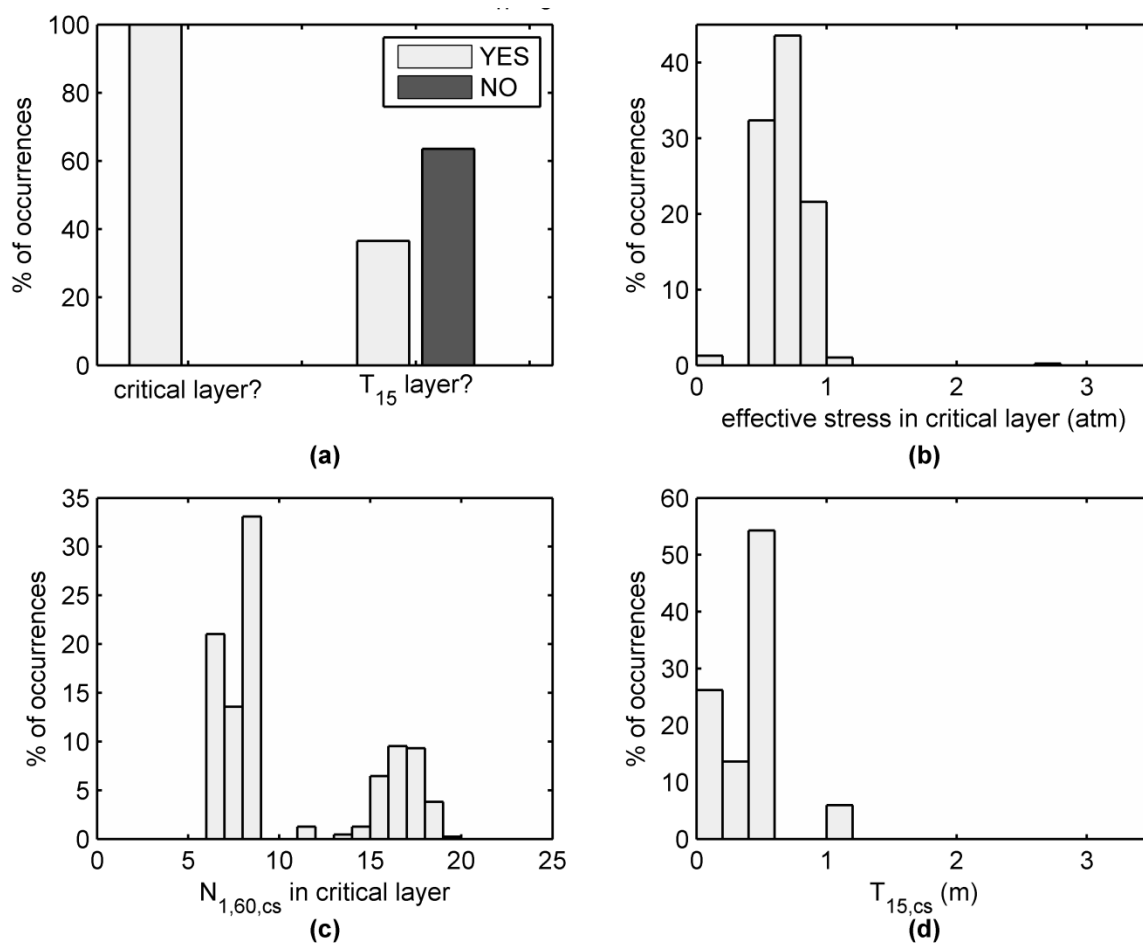 100
80
60
40
20
0
% of occurrences
YES
NO
critical layer?
T15 layer?
(a)
40
30
20
10
0
% of occurrences
0 1 2 3
effective stress in critical layer (atm)
(b)
35
30
25
20
15
10
5
0
% of occurrences
0 5 10 15 20 25
N1,60,cs in critical layer
(c)
60
50
40
30
20
10
0
% of occurrences
0 1 2 3
T15,cs (m)
(d)